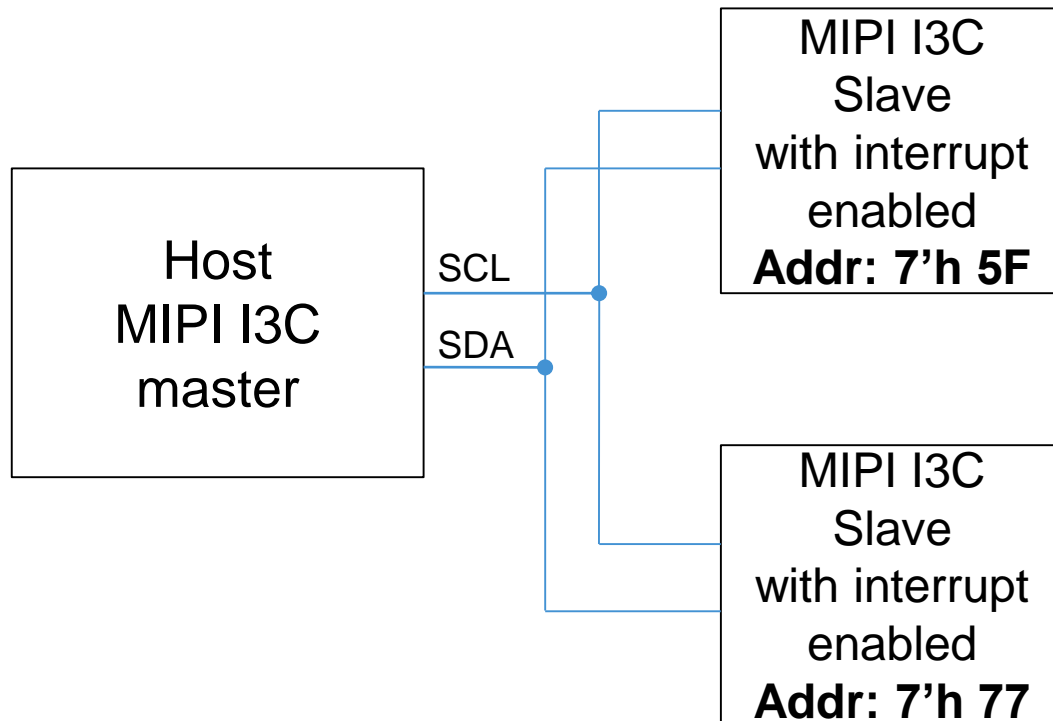 Host
MIPI I3C
master
SCL
SDA
MIPI I3C
Slave
with interrupt
enabled
Addr: 7’h 5F
MIPI I3C
Slave
with interrupt
enabled
Addr: 7’h 77